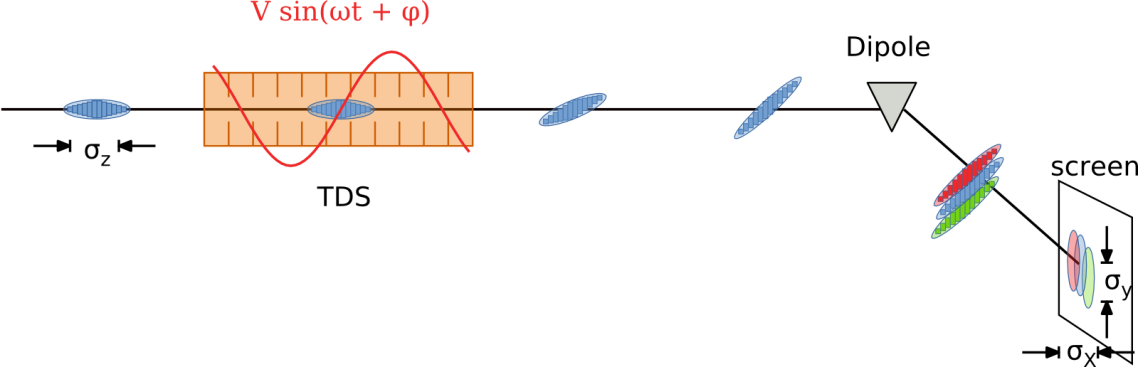 V sin(ωt + φ)
Dipole
σz
TDS
screen
σy
σx